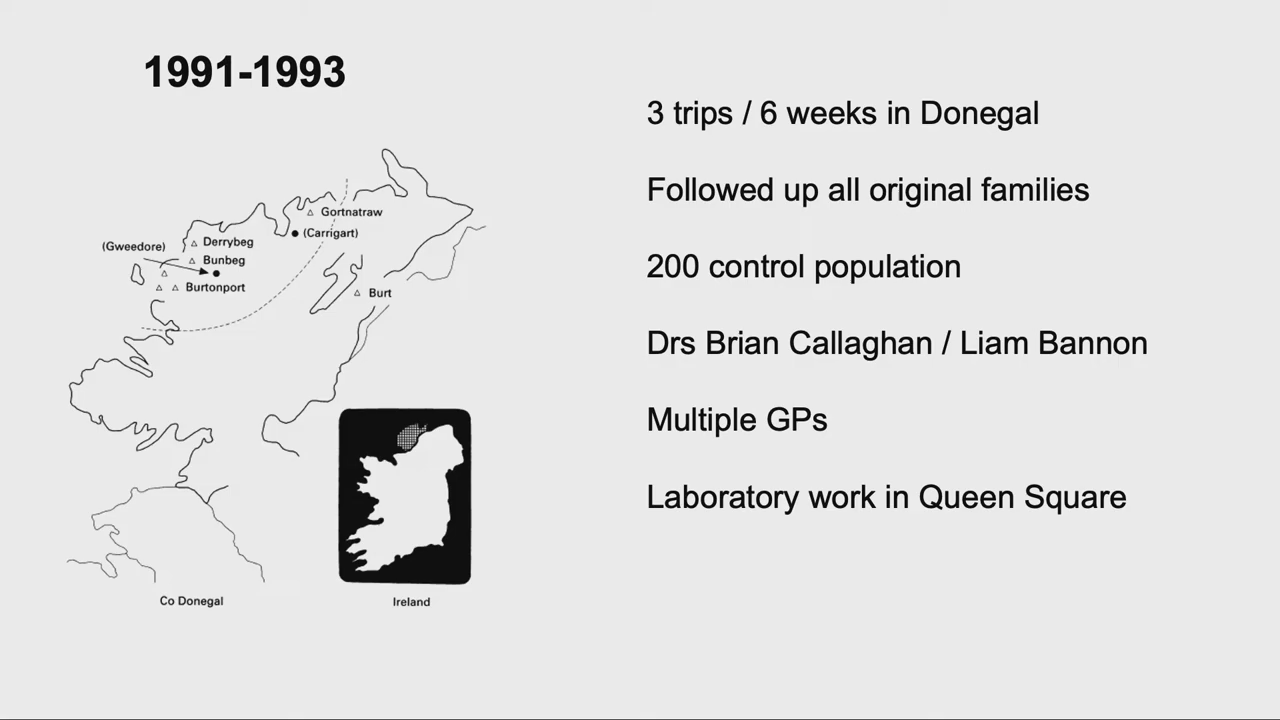 1991-1993
3 trips / 6 weeks in Donegal
Followed up all original families
200 control population
Drs Brian Callaghan / Liam Bannon
Multiple GPs
Laboratory work in Queen Square
Gortnatraw
(Carrigart)
(Gweedore)
Derrybeg
Bunbeg
Burtonport
Burt
Co Donegal
Ireland